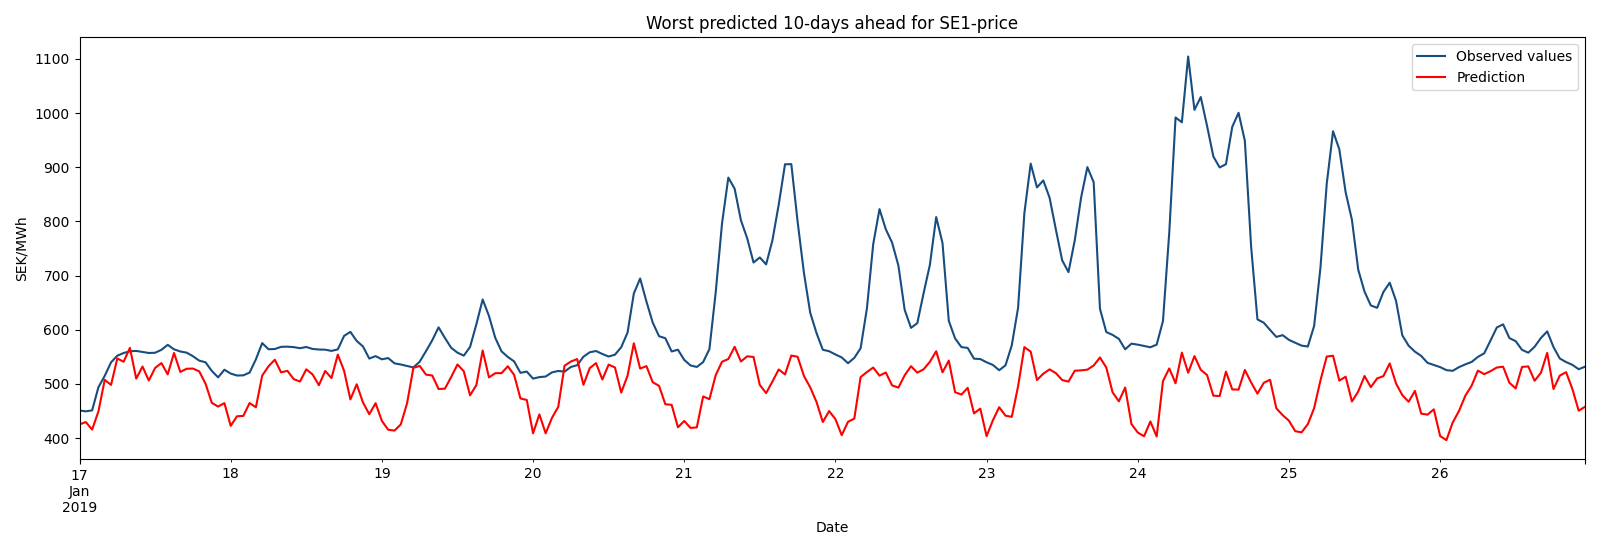 Worst predicted 10-days ahead for SE1-price
Observed values
Prediction
SEK/MWh
1100
1000
900
800
700
600
500
400
17 18 19 20 21 22 23 24 25 26
Jan
2019
Date